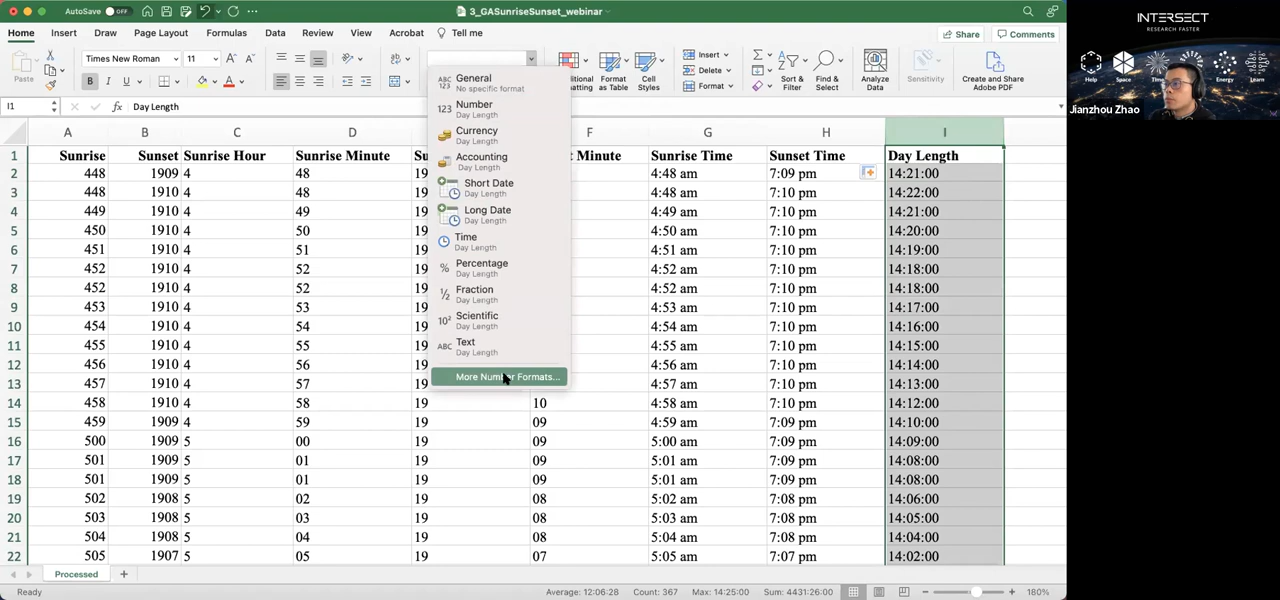 AutoSave OFF 3_GASunriseSunset_webinar
Home Insert Draw Page Layout Formulas Data Review View Acrobat Tell me Share Comments
Paste Times New Roman 11 Format as Table Cell Styles Insert Delete Format Sort & Filter Find & Select Analyze Data Sensitivity Create and Share Adobe PDF
I1 fx Day Length
General
No specific format
Number
Day Length
Currency
Day Length
Accounting
Day Length
Short Date
Day Length
Long Date
Day Length
Time
Day Length
Percentage
Day Length
Fraction
Day Length
Scientific
Day Length
Text
Day Length
More Number Formats...
A B C D F G H I
1 Sunrise Sunset Sunrise Hour Sunrise Minute Su t Minute Sunrise Time Sunset Time Day Length
2 448 1909 4 48 19 4:48 am 7:09 pm 14:21:00
3 448 1910 4 48 19 4:48 am 7:10 pm 14:22:00
4 449 1910 4 49 19 4:49 am 7:10 pm 14:21:00
5 450 1910 4 50 19 4:50 am 7:10 pm 14:20:00
6 451 1910 4 51 19 4:51 am 7:10 pm 14:19:00
7 452 1910 4 52 19 4:52 am 7:10 pm 14:18:00
8 452 1910 4 52 19 4:52 am 7:10 pm 14:18:00
9 453 1910 4 53 19 4:53 am 7:10 pm 14:17:00
10 454 1910 4 54 19 4:54 am 7:10 pm 14:16:00
11 455 1910 4 55 19 4:55 am 7:10 pm 14:15:00
12 456 1910 4 56 19 4:56 am 7:10 pm 14:14:00
13 457 1910 4 57 19 4:57 am 7:10 pm 14:13:00
14 458 1910 4 58 19 10 4:58 am 7:10 pm 14:12:00
15 459 1909 4 59 19 09 4:59 am 7:09 pm 14:10:00
16 500 1909 5 00 19 09 5:00 am 7:09 pm 14:09:00
17 501 1909 5 01 19 09 5:01 am 7:09 pm 14:08:00
18 501 1909 5 01 19 09 5:01 am 7:09 pm 14:08:00
19 502 1908 5 02 19 08 5:02 am 7:08 pm 14:06:00
20 503 1908 5 03 19 08 5:03 am 7:08 pm 14:05:00
21 504 1908 5 04 19 08 5:04 am 7:08 pm 14:04:00
22 505 1907 5 05 19 07 5:05 am 7:07 pm 14:02:00
Processed
Ready Average: 12:06:28 Count: 367 Max: 14:25:00 Sum: 4431:26:00 180%
INTERSECT
RESEARCH FASTER
Help Space Time Energy Learn
Jianzhou Zhao